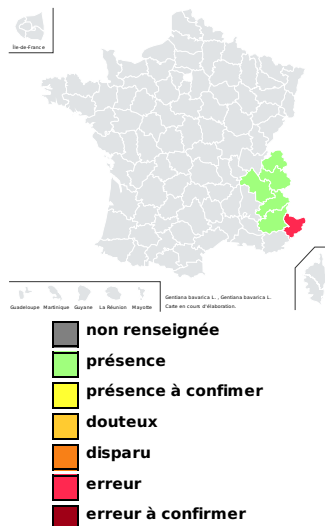 Île-de-France
Guadeloupe Martinique Guyane La Réunion Mayotte
Gentiana bavarica L. , Gentiana bavarica L.
Carte en cours d'élaboration.
non renseignée
présence
présence à confimer
douteux
disparu
erreur
erreur à confirmer